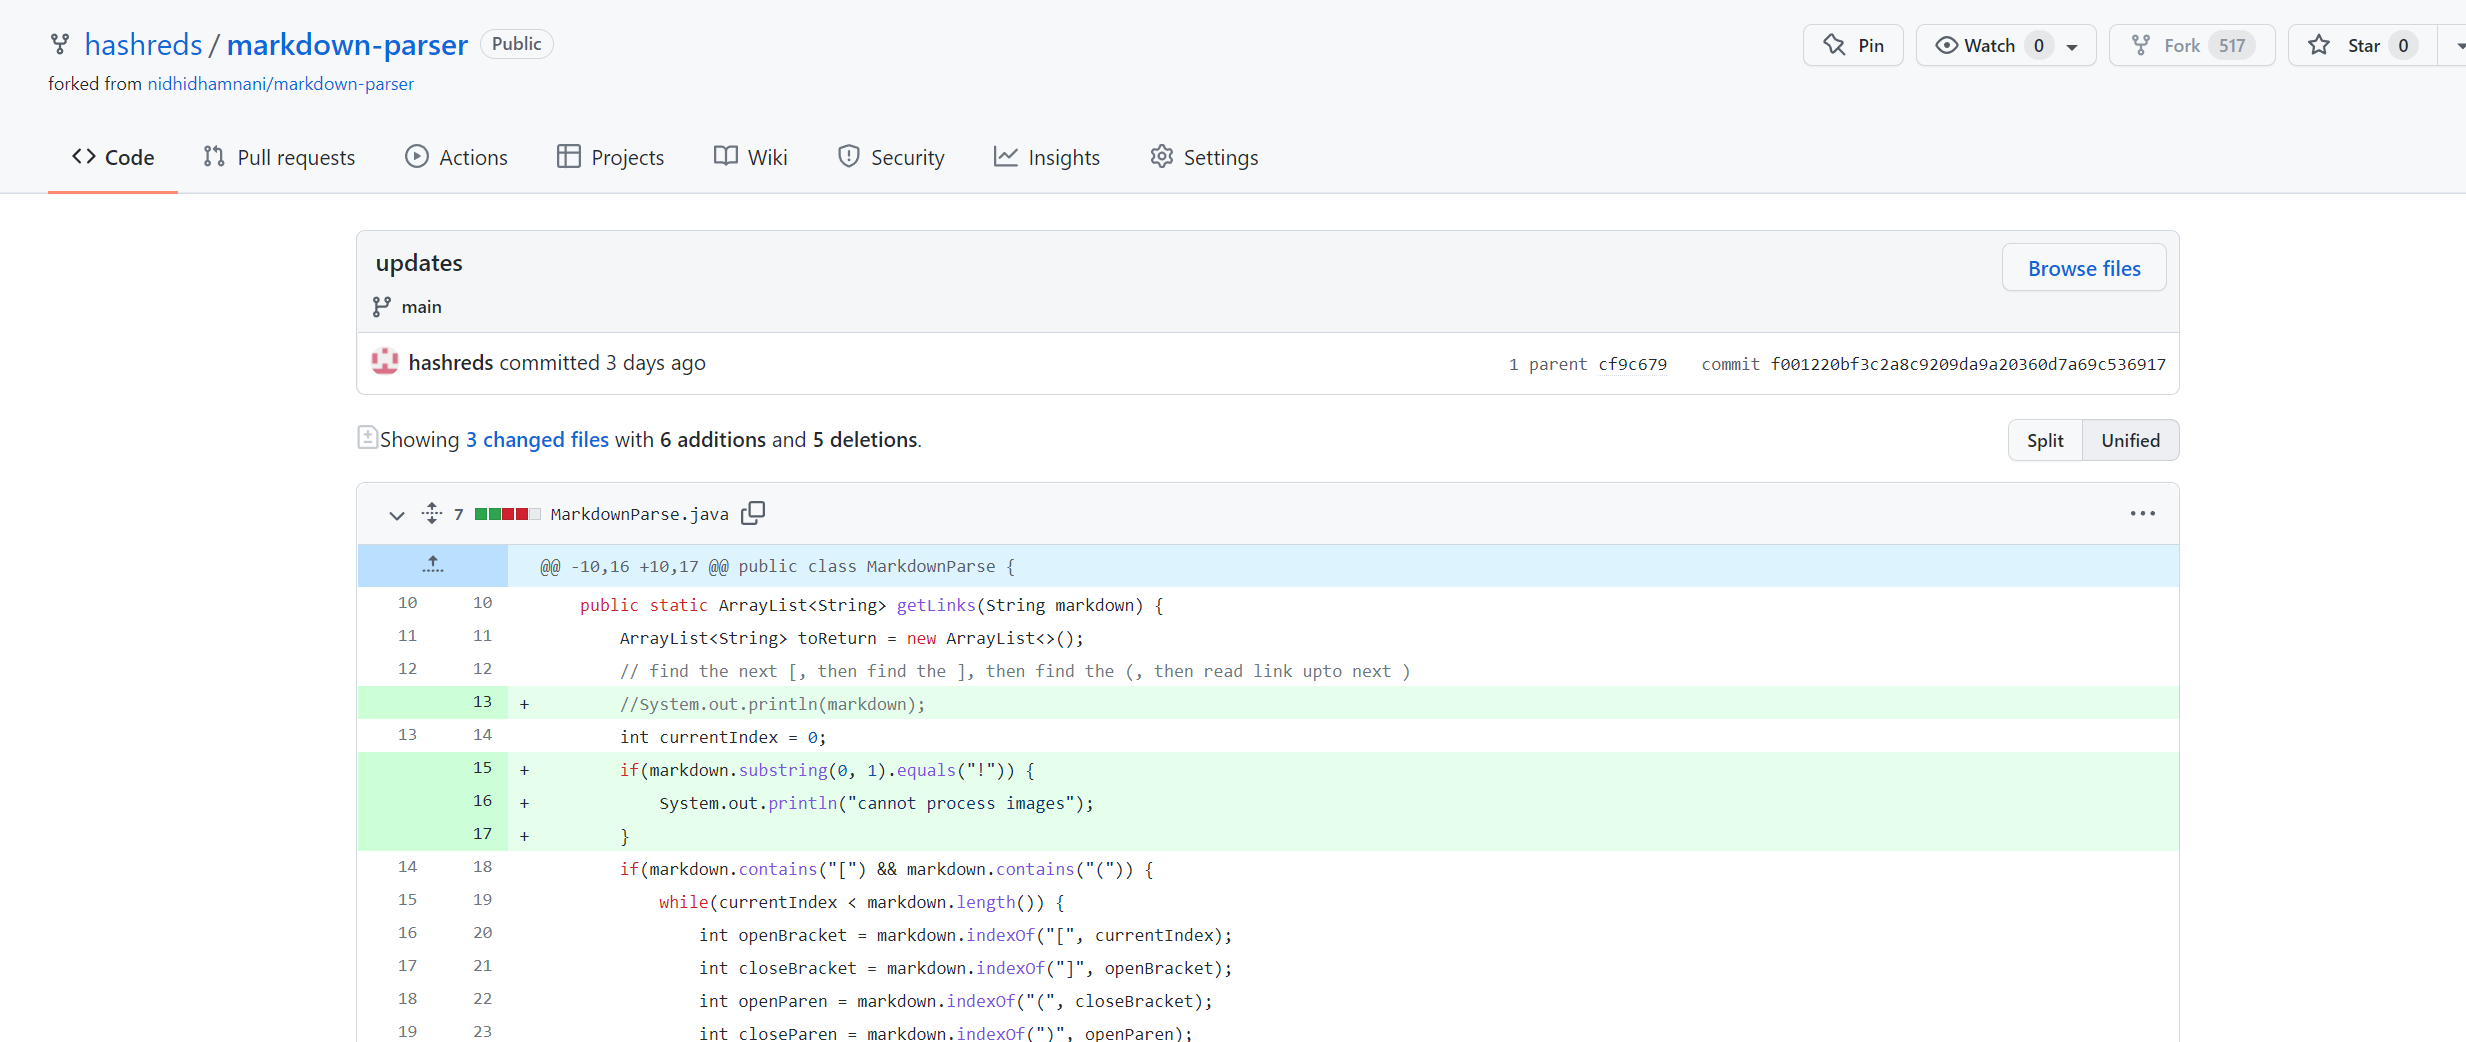 hashreds / markdown-parser Public
Pin
Watch 0
Fork 517
Star 0
forked from nidhidhamnani/markdown-parser
Code
Pull requests
Actions
Projects
Wiki
Security
Insights
Settings
updates
Browse files
main
hashreds committed 3 days ago
1 parent cf9c679 commit f001220bf3c2a8c9209da9a20360d7a69c536917
Showing 3 changed files with 6 additions and 5 deletions.
Split Unified
7 MarkdownParse.java
@@ -10,16 +10,17 @@ public class MarkdownParse {
10 10 public static ArrayList<String> getLinks(String markdown) {
11 11 ArrayList<String> toReturn = new ArrayList<>();
12 12 // find the next [, then find the ], then find the (, then read link upto next )
13 + //System.out.println(markdown);
13 14 int currentIndex = 0;
15 + if(markdown.substring(0, 1).equals("!")) {
16 + System.out.println("cannot process images");
17 + }
14 18 if(markdown.contains("[") && markdown.contains("(")) {
15 19 while(currentIndex < markdown.length()) {
16 20 int openBracket = markdown.indexOf("[", currentIndex);
17 21 int closeBracket = markdown.indexOf("]", openBracket);
18 22 int openParen = markdown.indexOf("(", closeBracket);
19 23 int closeParen = markdown.indexOf(")", openParen);